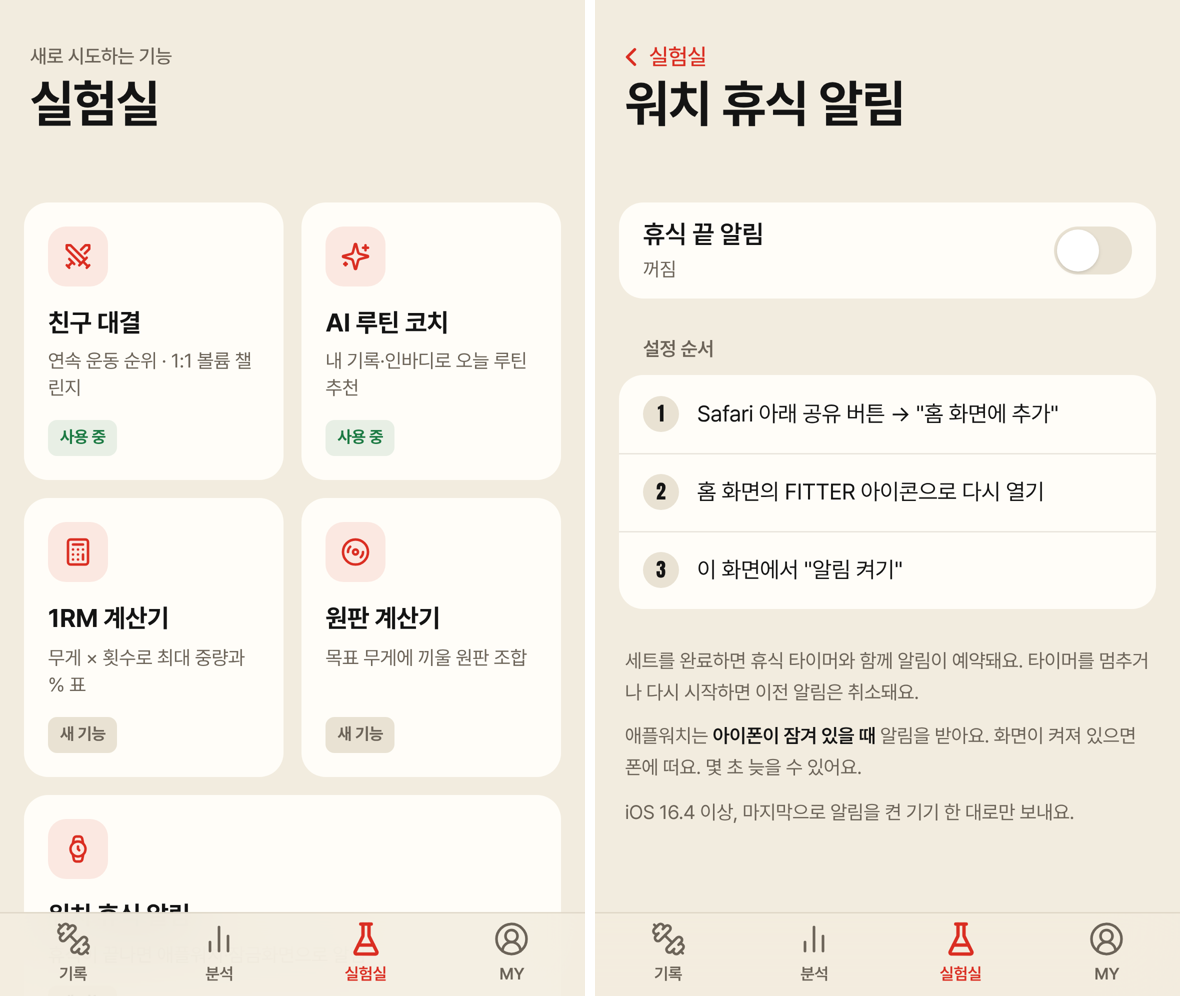 새로 시도하는 기능
실험실
친구 대결
연속 운동 순위 · 1:1 볼륨 챌
린지
사용 중
AI 루틴 코치
내 기록·인바디로 오늘 루틴
추천
사용 중
1RM 계산기
무게 × 횟수로 최대 중량과
% 표
새 기능
원판 계산기
목표 무게에 끼울 원판 조합
새 기능
워치 휴식 알림
기록
분석
실험실
MY
실험실
워치 휴식 알림
휴식 끝 알림
꺼짐
설정 순서
1 Safari 아래 공유 버튼 → "홈 화면에 추가"
2 홈 화면의 FITTER 아이콘으로 다시 열기
3 이 화면에서 "알림 켜기"
세트를 완료하면 휴식 타이머와 함께 알림이 예약돼요. 타이머를 멈추거
나 다시 시작하면 이전 알림은 취소돼요.
애플워치는 아이폰이 잠겨 있을 때 알림을 받아요. 화면이 켜져 있으면
폰에 떠요. 몇 초 늦을 수 있어요.
iOS 16.4 이상, 마지막으로 알림을 켠 기기 한 대로만 보내요.
기록
분석
실험실
MY